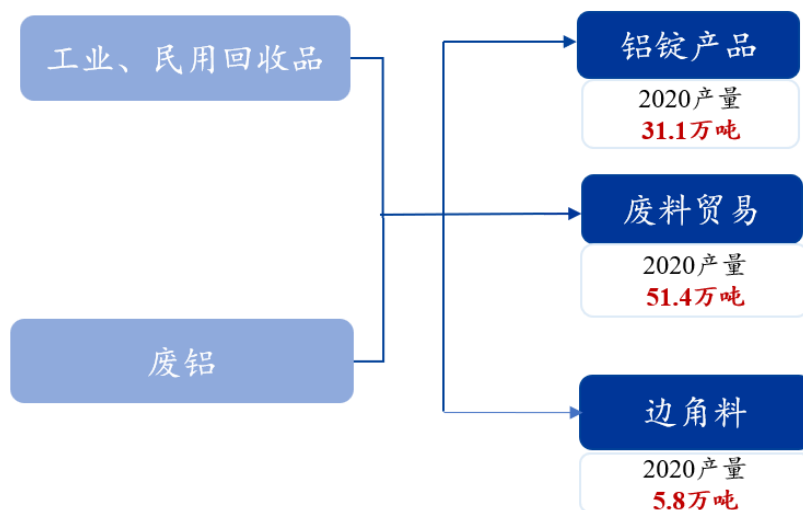 工业、民用回收品
废铝
铝锭产品
2020产量
31.1万吨
废料贸易
2020产量
51.4万吨
边角料
2020产量
5.8万吨